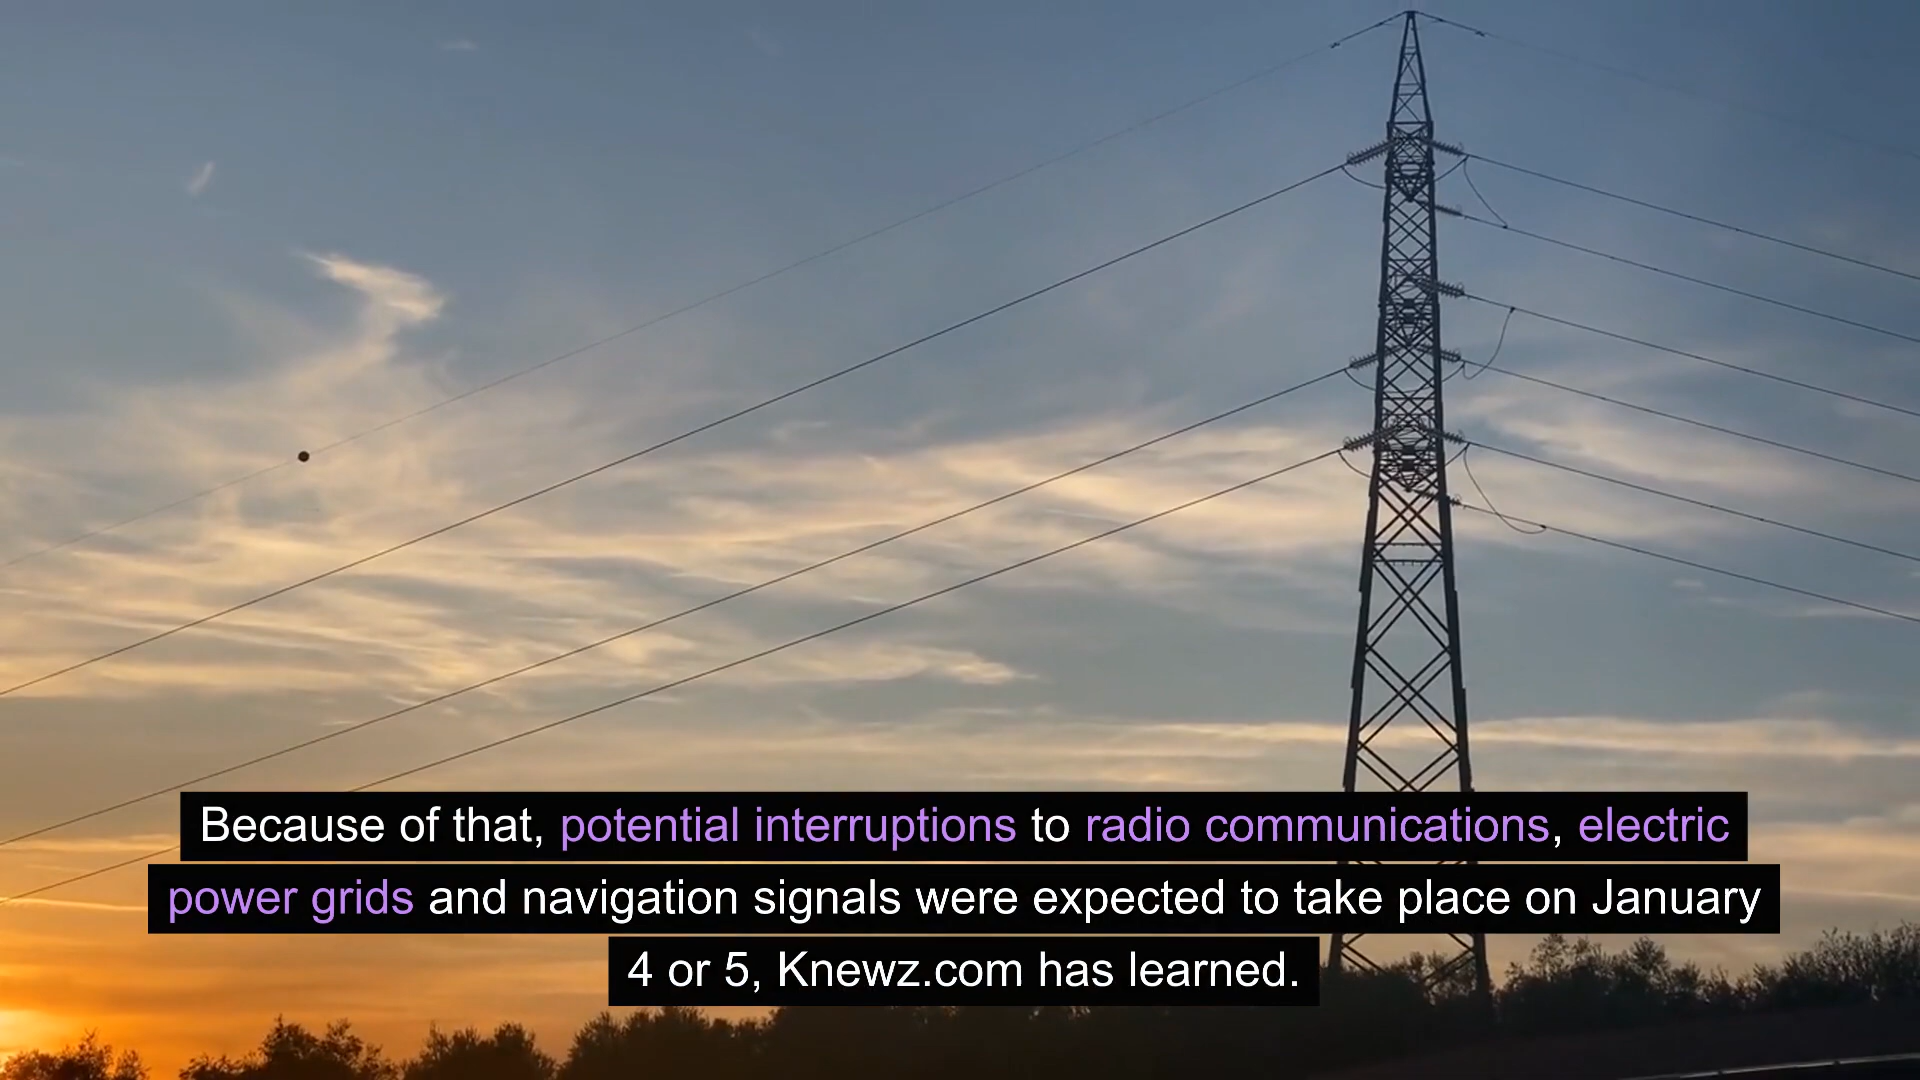 Because of that, potential interruptions to radio communications, electric
power grids and navigation signals were expected to take place on January
4 or 5, Knewz.com has learned.